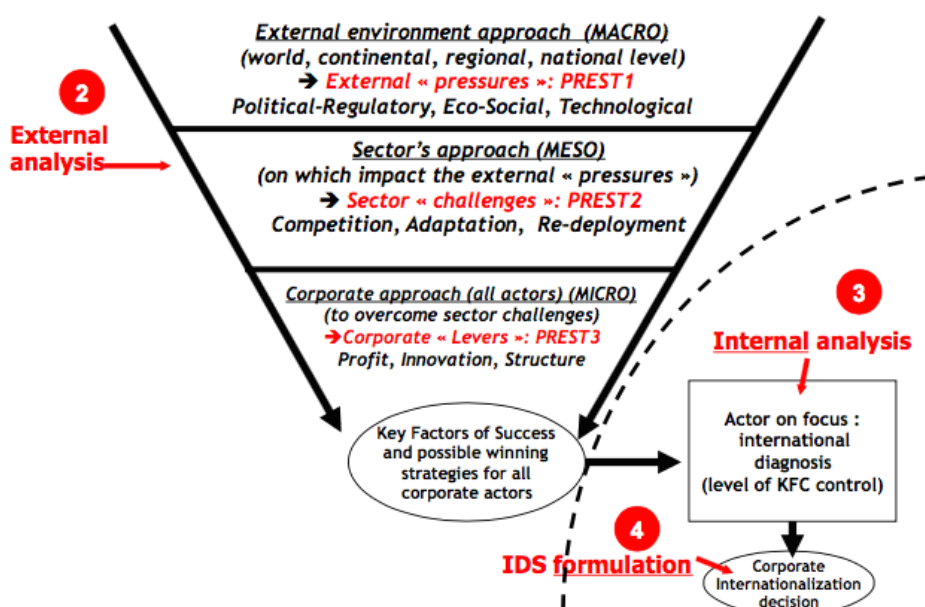 External environment approach (MACRO)
(world, continental, regional, national level)
➔ External « pressures »: PREST1
Political-Regulatory, Eco-Social, Technological
2
External
analysis
Sector's approach (MESO)
(on which impact the external « pressures »)
➔ Sector « challenges »: PREST2
Competition, Adaptation, Re-deployment
Corporate approach (all actors) (MICRO)
(to overcome sector challenges)
➔Corporate « Levers »: PREST3
Profit, Innovation, Structure
3
Internal analysis
Key Factors of Success
and possible winning
strategies for all
corporate actors
Actor on focus :
international
diagnosis
(level of KFC control)
4
IDS formulation
Corporate
Internationalization
decision